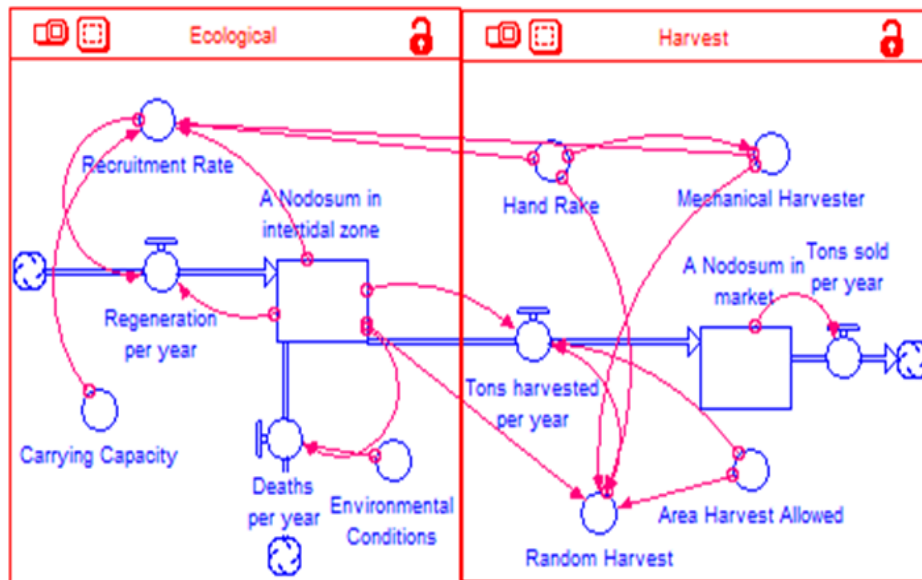 Ecological
Harvest
Recruitment Rate
A Nodosum in
intertidal zone
Hand Rake
Mechanical Harvester
Regeneration
per year
Tons harvested
per year
A Nodosum in
market
Tons sold
per year
Carrying Capacity
Deaths
per year
Environmental
Conditions
Random Harvest
Area Harvest Allowed